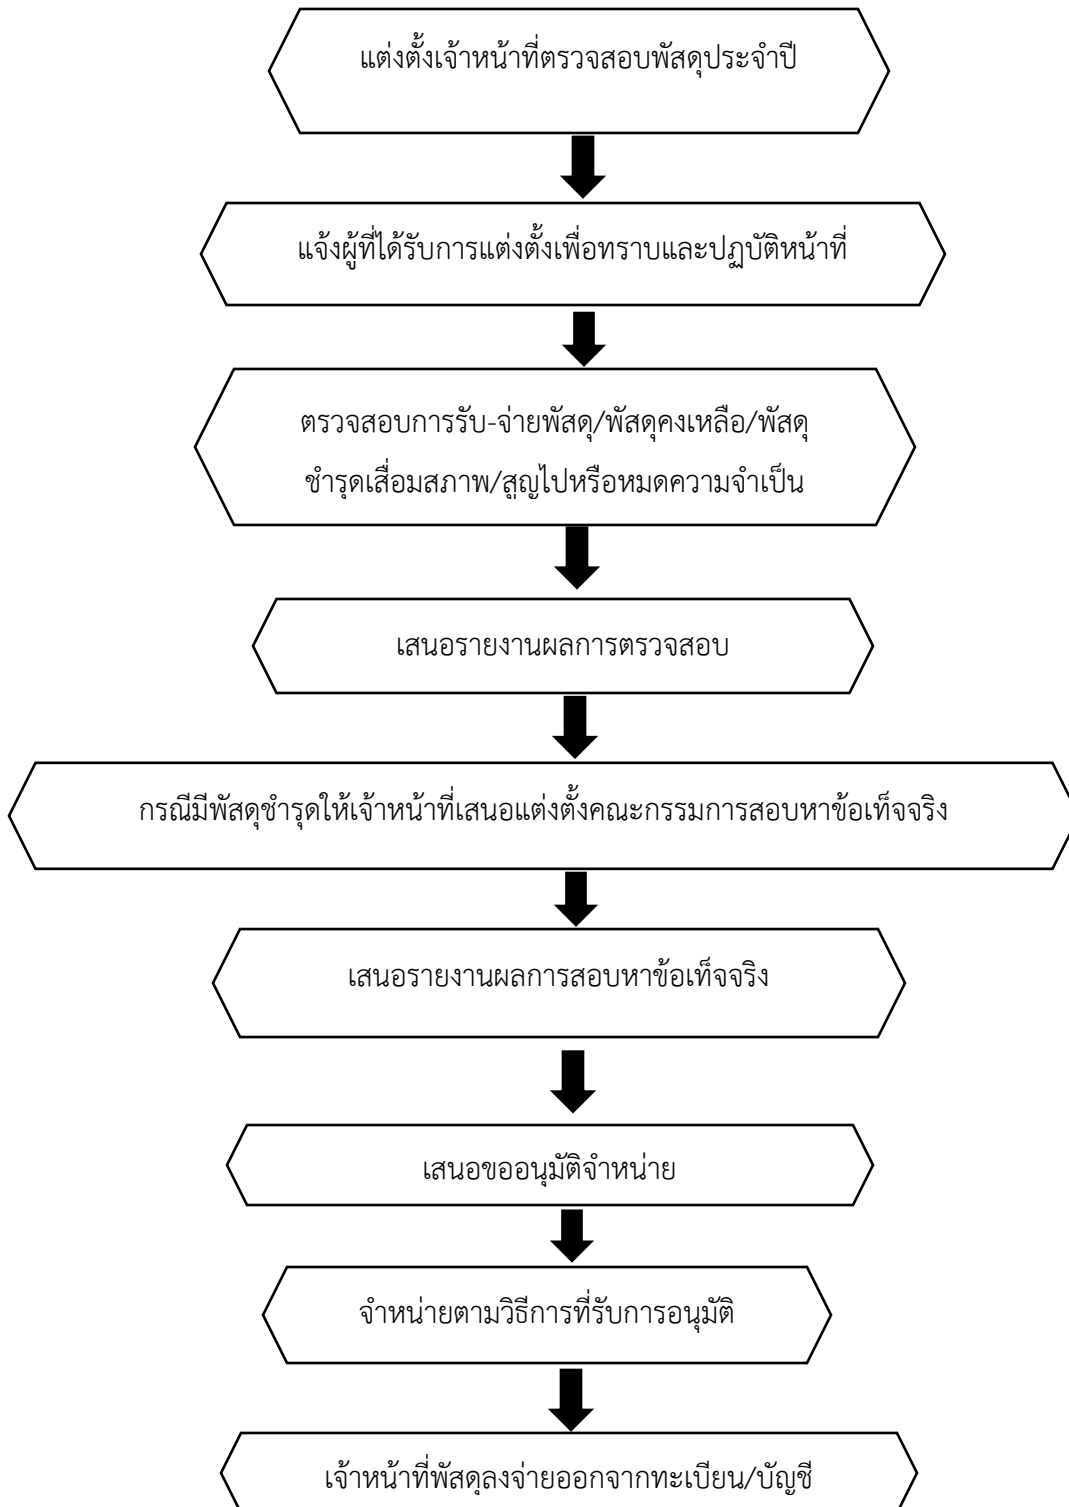 แต่งตั้งเจ้าหน้าที่ตรวจสอบพัสดุประจำปี
แจ้งผู้ที่ได้รับการแต่งตั้งเพื่อทราบและปฏบัติหน้าที่
ตรวจสอบการรับ-จ่ายพัสดุ/พัสดุคงเหลือ/พัสดุ
ชำรุดเสื่อมสภาพ/สูญไปหรือหมดความจำเป็น
เสนอรายงานผลการตรวจสอบ
กรณีมีพัสดุชำรุดให้เจ้าหน้าที่เสนอแต่งตั้งคณะกรรมการสอบหาข้อเท็จจริง
เสนอรายงานผลการสอบหาข้อเท็จจริง
เสนอขออนุมัติจำหน่าย
จำหน่ายตามวิธีการที่รับการอนุมัติ
เจ้าหน้าที่พัสดุลงจ่ายออกจากทะเบียน/บัญชี